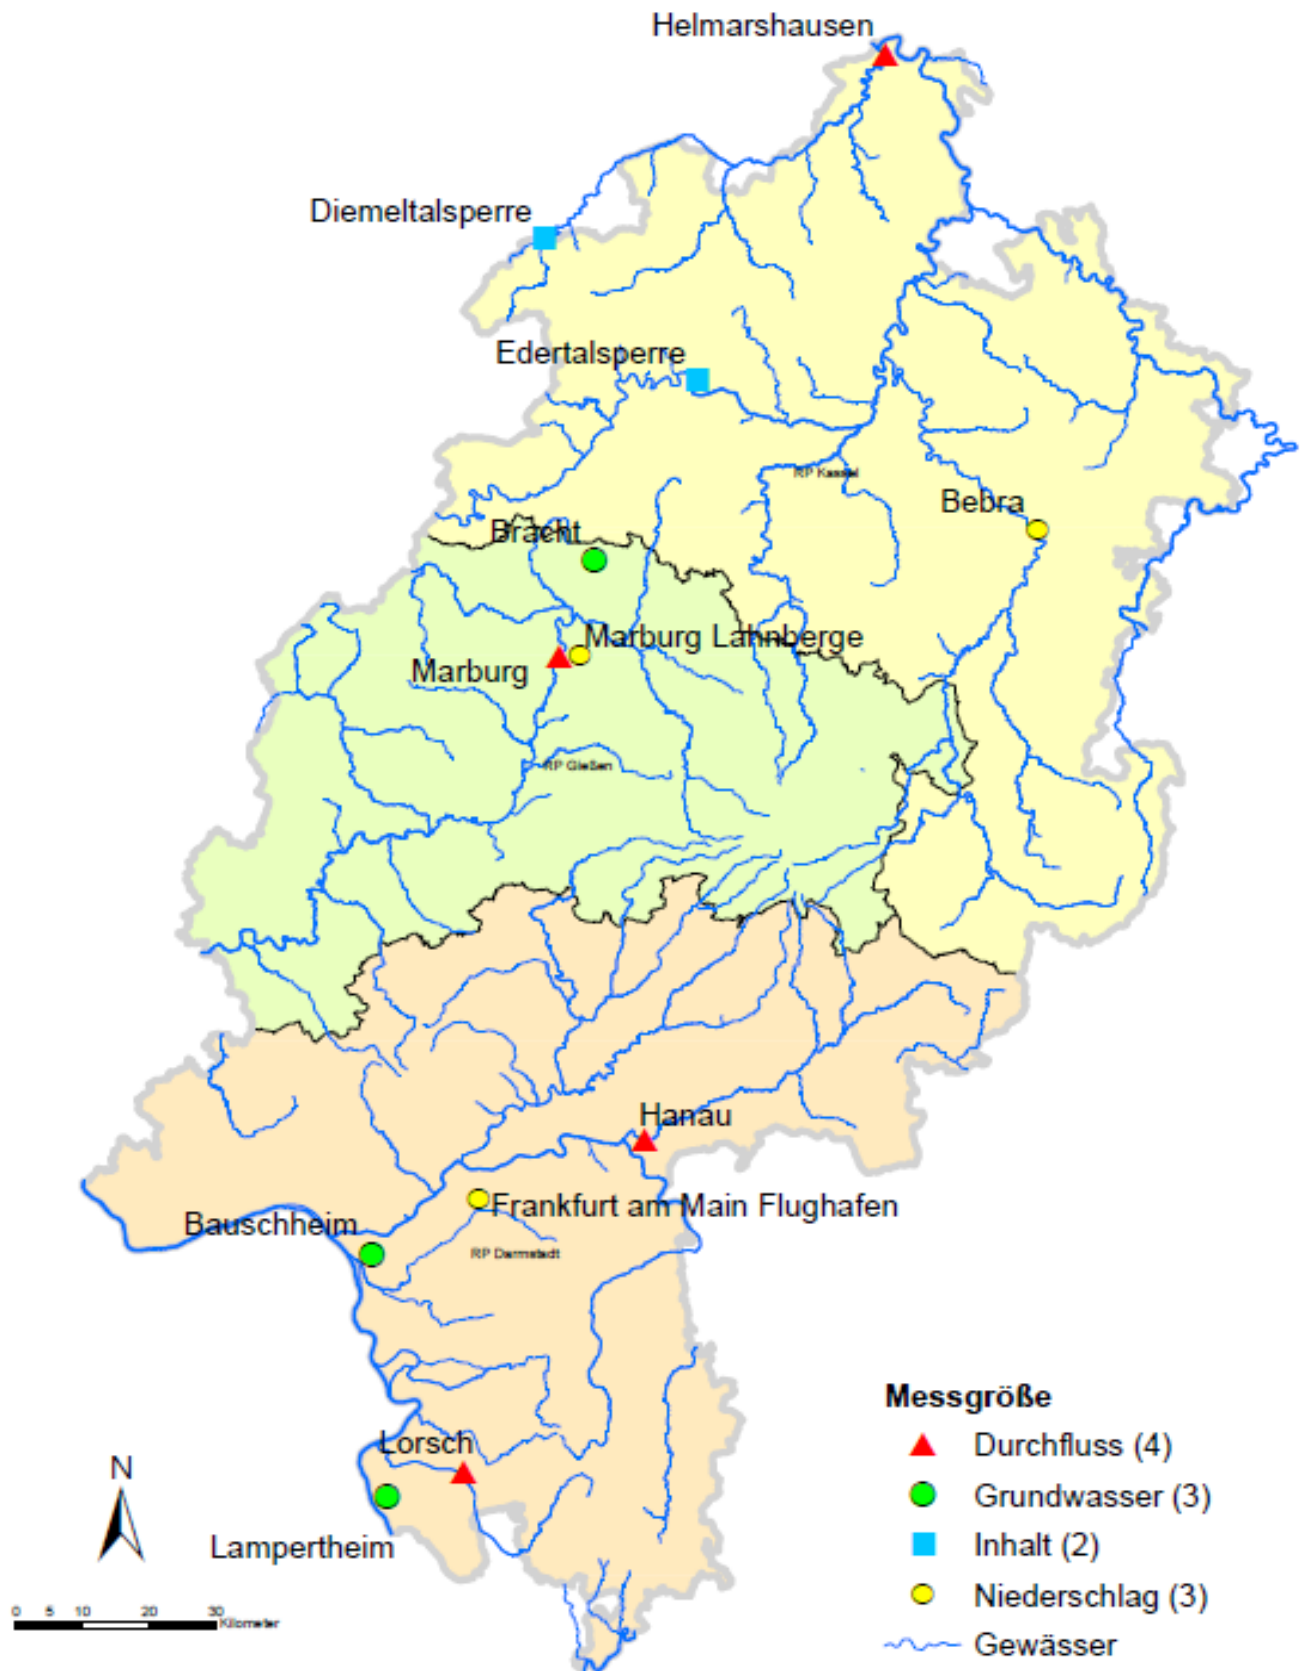 Helmarshausen
Diemeltalsperre
Edertalsperre
RP Kassel
Bebra
Bracht
Marburg Lahnberge
Marburg
RP Gießen
Hanau
Frankfurt am Main Flughafen
Bauschheim
RP Darmstadt
Lorsch
Lampertheim
N
0 5 10 20 30
Kilometer
Messgröße
Durchfluss (4)
Grundwasser (3)
Inhalt (2)
Niederschlag (3)
Gewässer